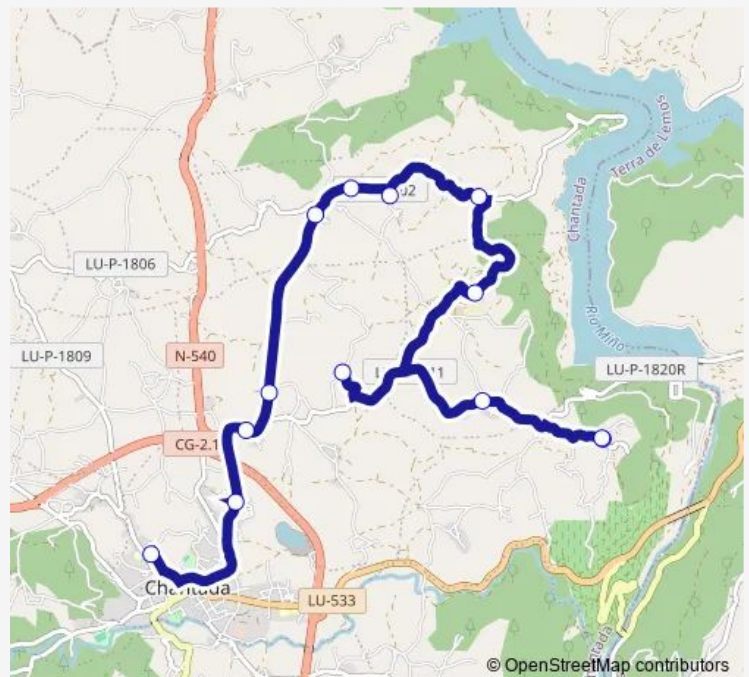 Chantada
Terra de Lemos
LU-P-1806
Río Miño
LU-P-1809
N-540
LU-P-1820R
CG-2.1
Chantada
LU-533
© OpenStreetMap contributors